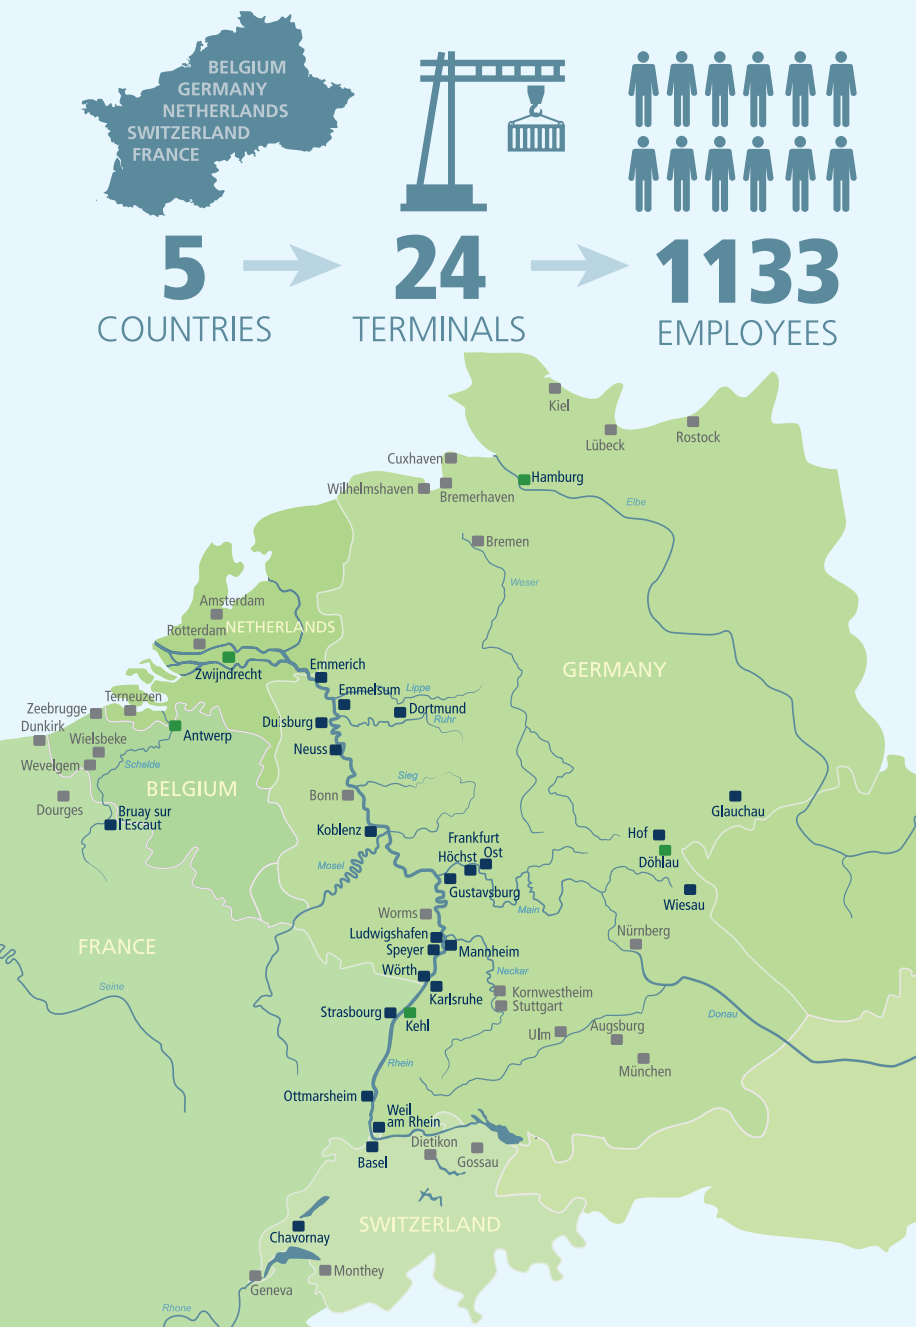 BELGIUM
GERMANY
NETHERLANDS
SWITZERLAND
FRANCE
5
COUNTRIES
24
TERMINALS
1133
EMPLOYEES
Kiel
Lübeck
Rostock
Cuxhaven
Wilhelmshaven
Bremerhaven
Hamburg
Elbe
Bremen
Weser
Amsterdam
Rotterdam
NETHERLANDS
Zwijndrecht
Emmerich
GERMANY
Emmelsum
Lippe
Dortmund
Ruhr
Terneuzen
Zeebrugge
Dunkirk
Wielsbeke
Antwerp
Duisburg
Neuss
Wevelgem
Schelde
BELGIUM
Sieg
Bonn
Dourges
Bruay sur
l'Escaut
Glauchau
Koblenz
Hof
Döhlau
Frankfurt
Höchst
Ost
Mosel
Gustavsburg
Wiesau
Main
Worms
Nürnberg
FRANCE
Ludwigshafen
Speyer
Mannheim
Wörth
Neckar
Karlsruhe
Kornwestheim
Stuttgart
Seine
Strasbourg
Kehl
Donau
Ulm
Augsburg
München
Rhein
Ottmarsheim
Weil
am Rhein
Basel
Dietikon
Gossau
SWITZERLAND
Chavornay
Monthey
Geneva
Rhone